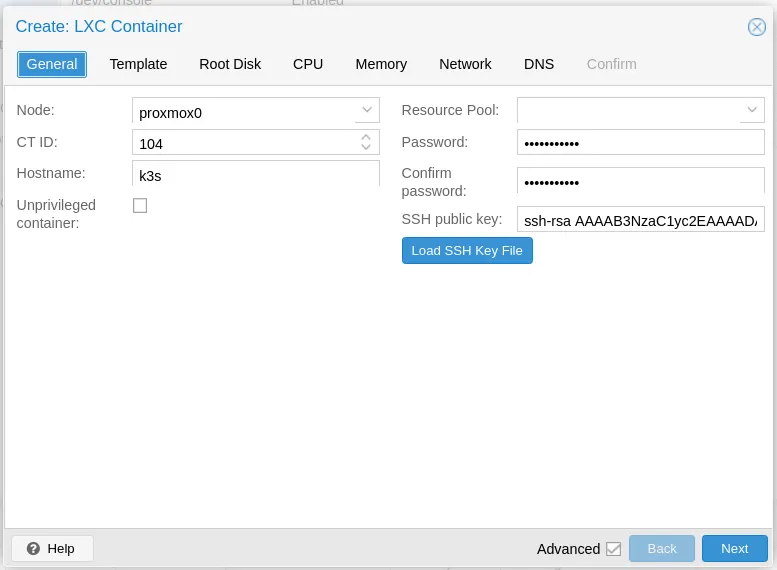 /dev/console Enabled
Create: LXC Container
General Template Root Disk CPU Memory Network DNS Confirm
Node: proxmox0 Resource Pool:
CT ID: 104 Password: •••••••••••
Hostname: k3s Confirm password: •••••••••••
Unprivileged container:
SSH public key: ssh-rsa AAAAB3NzaC1yc2EAAAADA
Load SSH Key File
Help Advanced Back Next